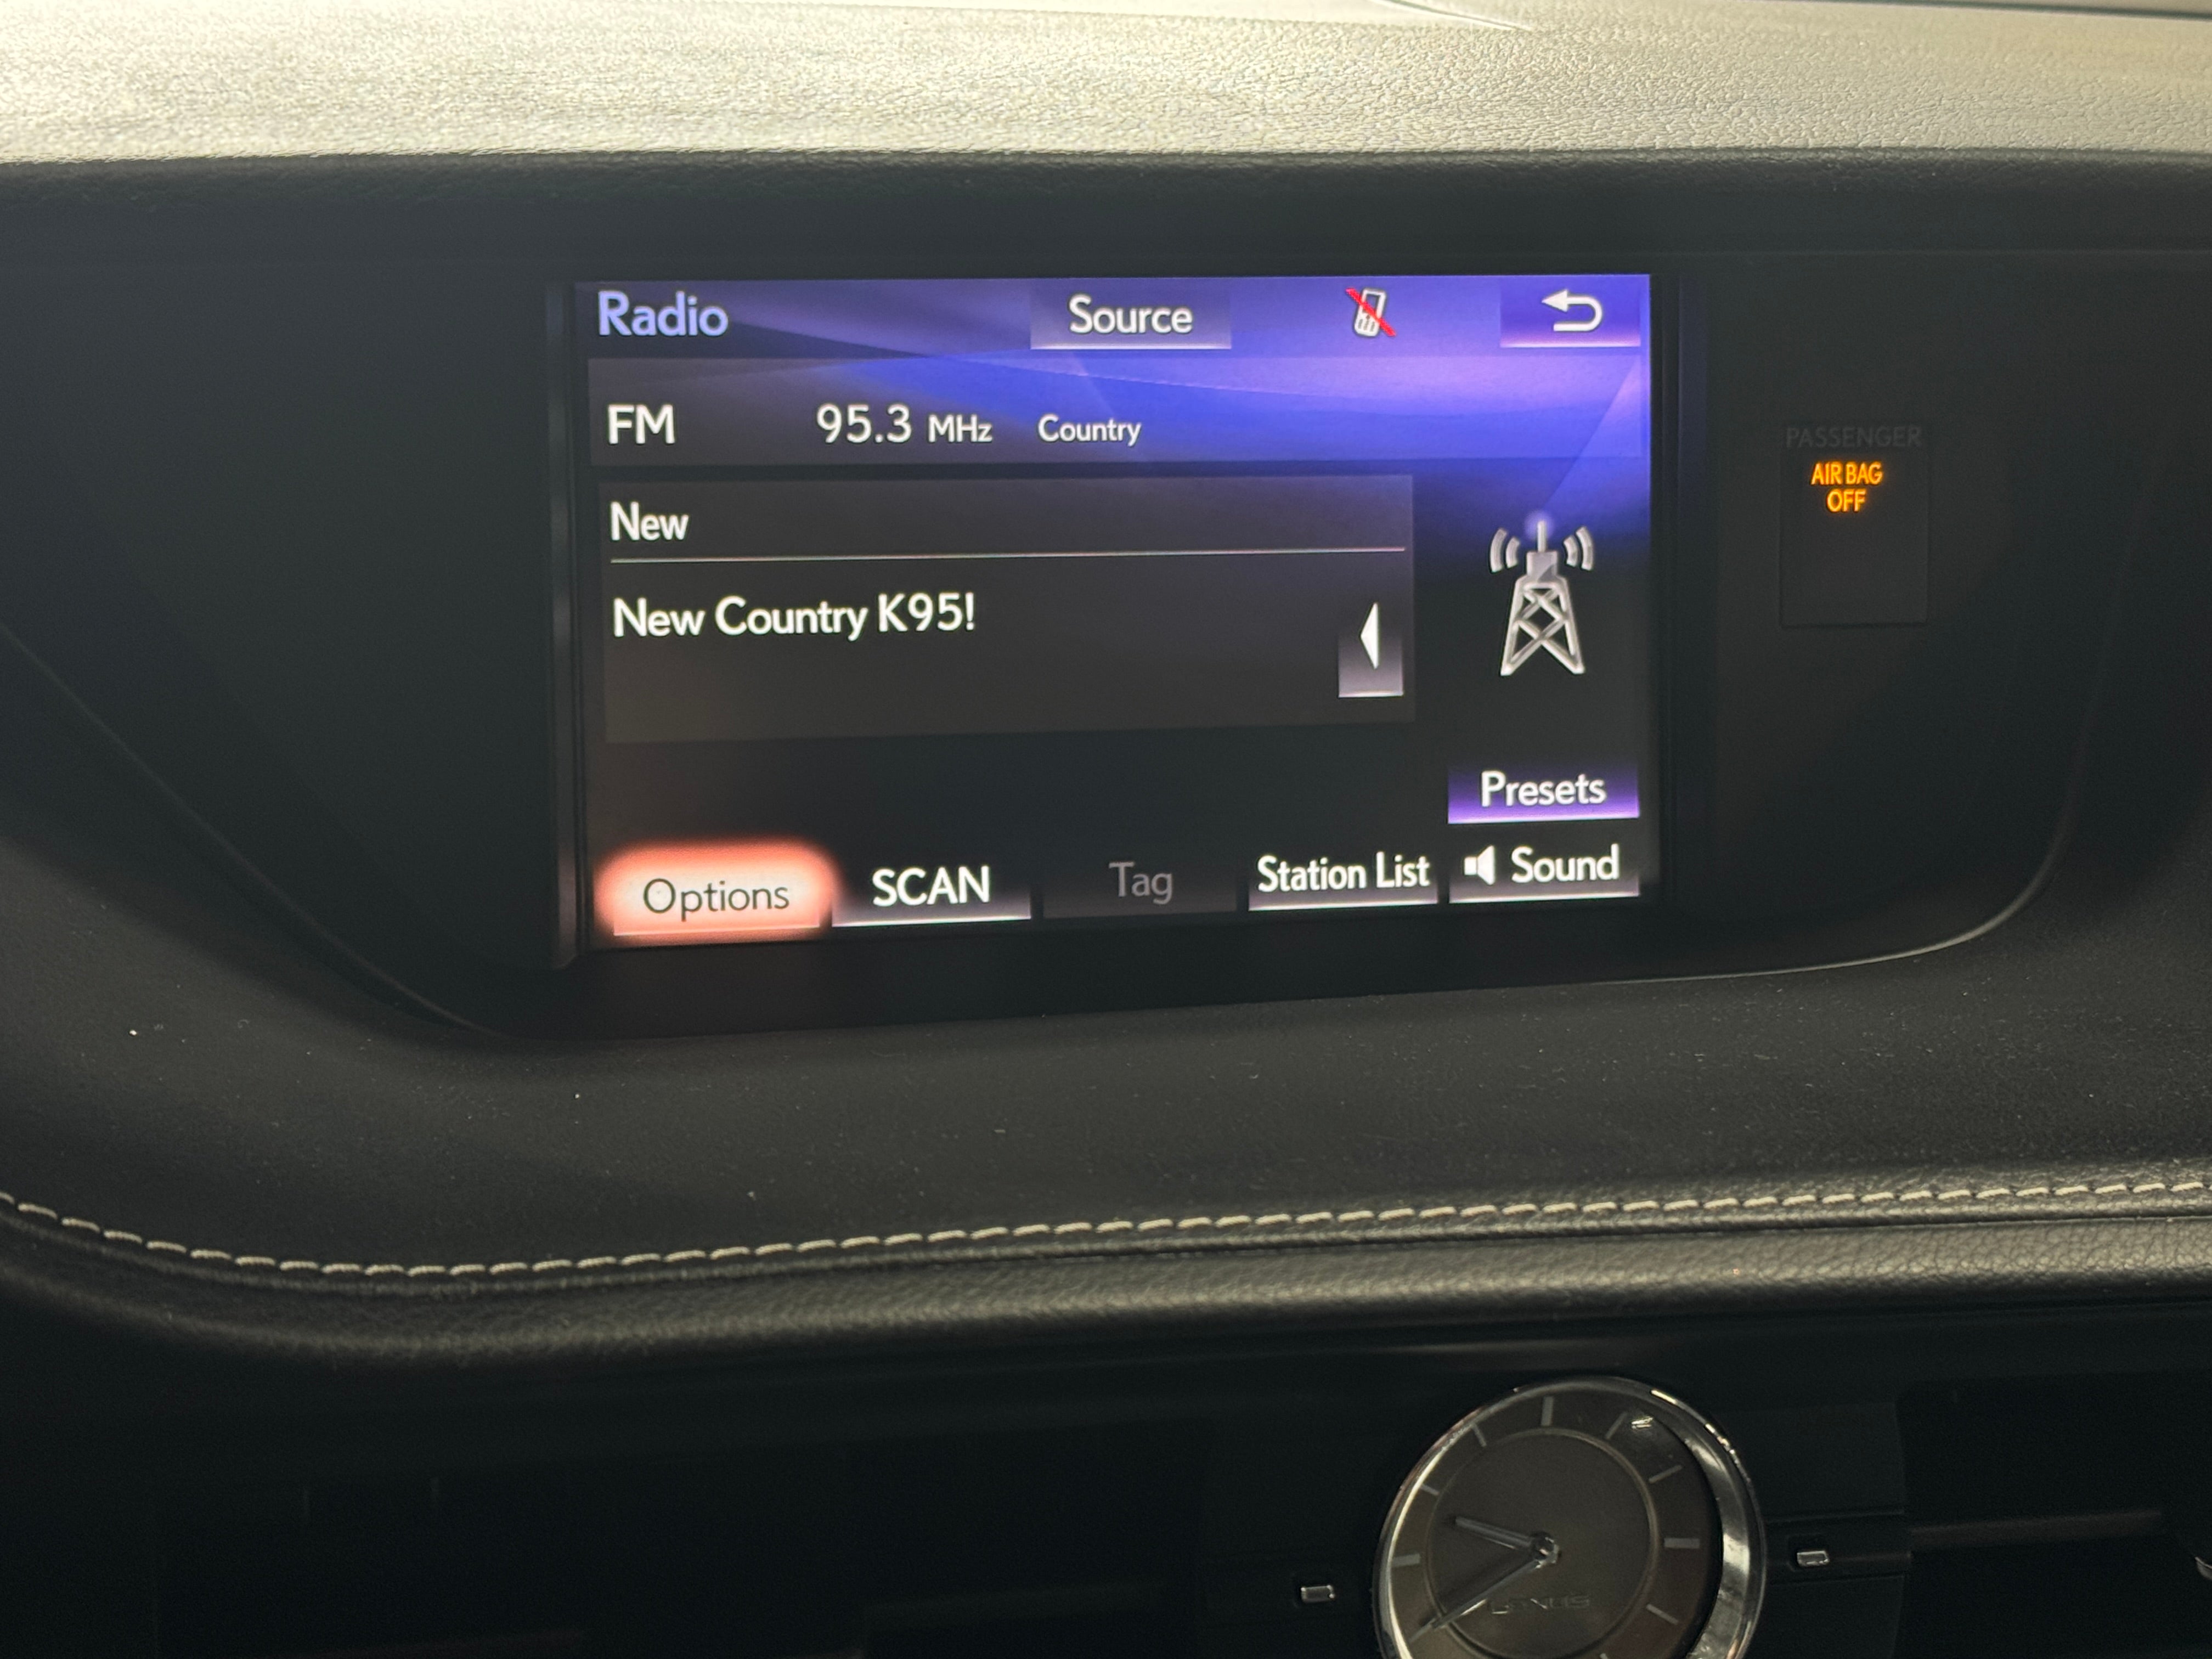 Radio
Source
FM 95.3 MHz Country
New
New Country K95!
Presets
Options SCAN Tag Station List Sound
PASSENGER
AIR BAG
OFF
LEXUS